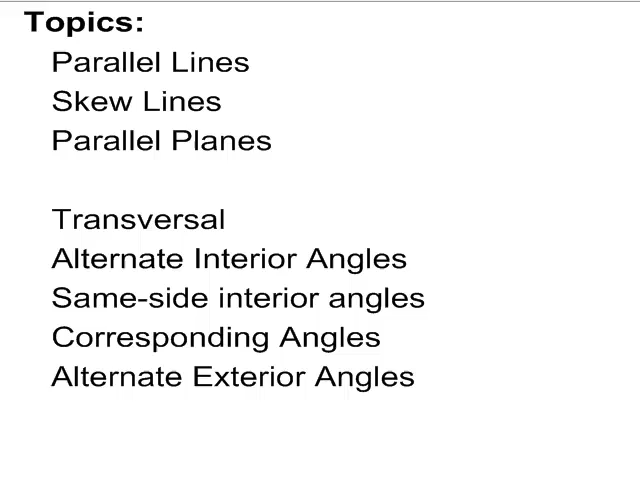 Topics:
Parallel Lines
Skew Lines
Parallel Planes
Transversal
Alternate Interior Angles
Same-side interior angles
Corresponding Angles
Alternate Exterior Angles